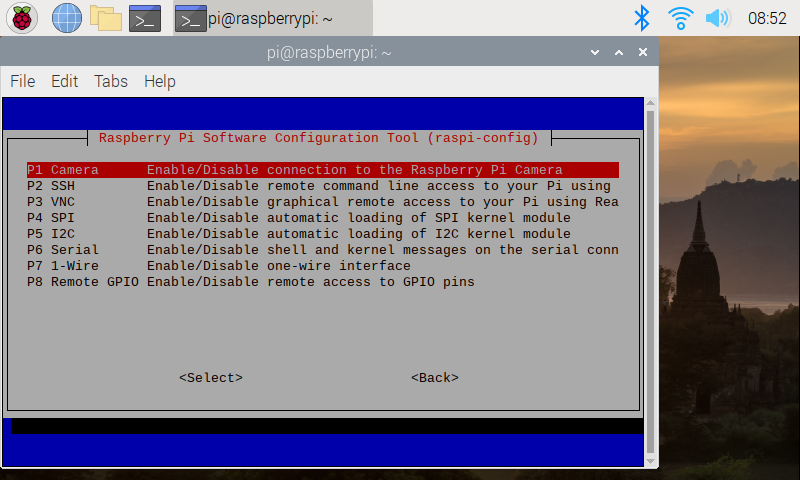 pi@raspberrypi: ~
08:52
pi@raspberrypi: ~
File Edit Tabs Help
Raspberry Pi Software Configuration Tool (raspi-config)
P1 Camera Enable/Disable connection to the Raspberry Pi Camera
P2 SSH Enable/Disable remote command line access to your Pi using
P3 VNC Enable/Disable graphical remote access to your Pi using Rea
P4 SPI Enable/Disable automatic loading of SPI kernel module
P5 I2C Enable/Disable automatic loading of I2C kernel module
P6 Serial Enable/Disable shell and kernel messages on the serial conn
P7 1-Wire Enable/Disable one-wire interface
P8 Remote GPIO Enable/Disable remote access to GPIO pins
<Select> <Back>